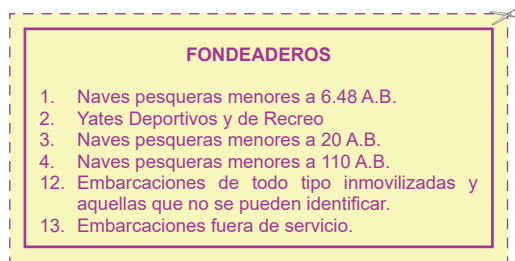 FONDEADEROS
1. Naves pesqueras menores a 6.48 A.B.
2. Yates Deportivos y de Recreo
3. Naves pesqueras menores a 20 A.B.
4. Naves pesqueras menores a 110 A.B.
12. Embarcaciones de todo tipo inmovilizadas y
aquellas que no se pueden identificar.
13. Embarcaciones fuera de servicio.